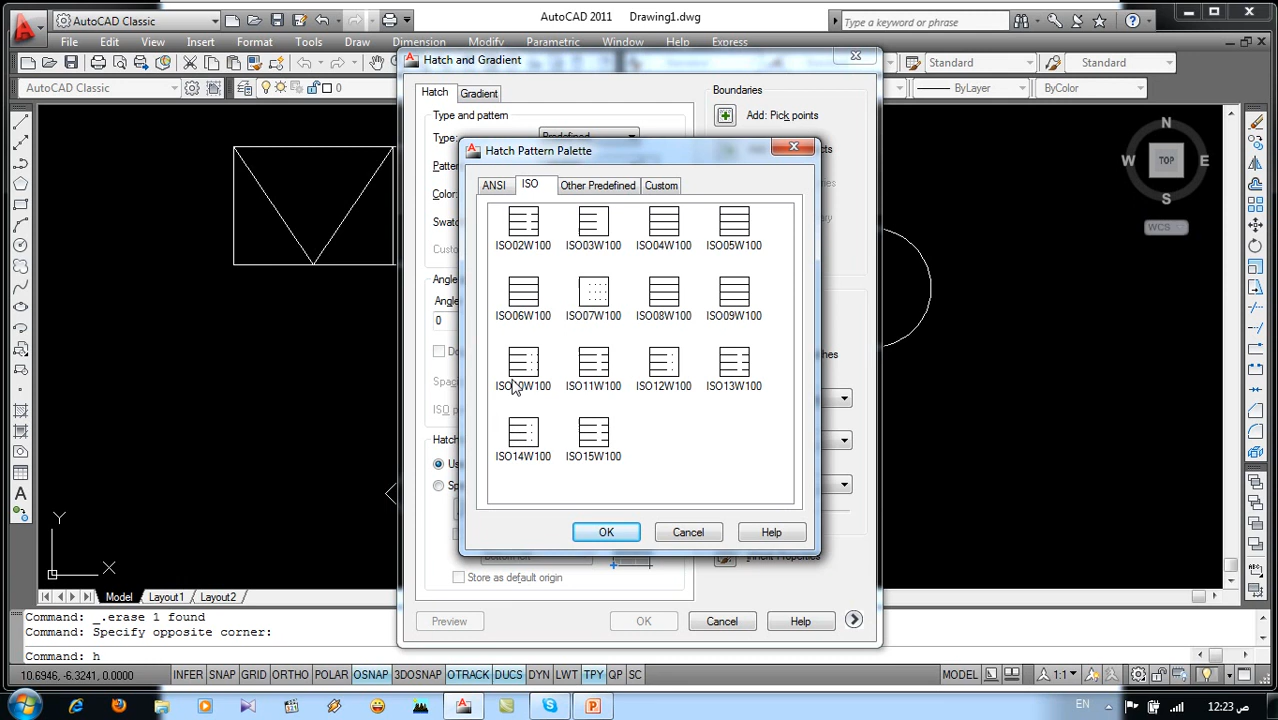 AutoCAD Classic
AutoCAD 2011 Drawing1.dwg
Type a keyword or phrase
File Edit View Insert Format Tools Draw Dimension Modify Parametric Window Help Express
AutoCAD Classic
0
Standard
Standard
ByLayer
ByColor
Hatch and Gradient
Hatch Gradient
Type and pattern
Type: Predefined
Color:
Boundaries
Add: Pick points
0
Hatch Pattern Palette
ANSI ISO Other Predefined Custom
ISO02W100 ISO03W100 ISO04W100 ISO05W100
ISO06W100 ISO07W100 ISO08W100 ISO09W100
ISO11W100 ISO12W100 ISO13W100
ISO14W100 ISO15W100
OK Cancel Help
Store as default origin
Inherit Properties
Preview OK Cancel Help
N
W TOP E
S
WCS
Y
X
Model Layout1 Layout2
Command: _.erase 1 found
Command: Specify opposite corner:
Command: h
10.6946, -6.3241, 0.0000
INFER SNAP GRID ORTHO POLAR OSNAP 3DOSNAP OTRACK DUCS DYN LWT TPY QP SC
MODEL
1:1
EN
12:23 ص